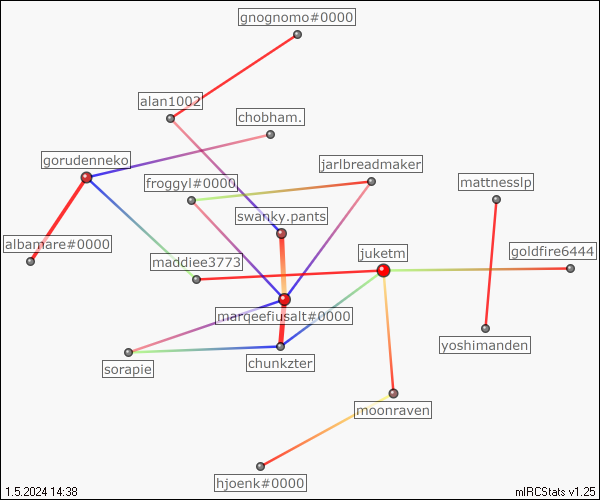 gnognomo#0000
alan1002
chobham.
gorudenneko
jarlbreadmaker
froggyl#0000
mattnesslp
swanky.pants
albamare#0000
juketm
goldfire6444
maddiee3773
marqeefiusalt#0000
yoshimanden
chunkzter
sorapie
moonraven
hjoenk#0000
1.5.2024 14:38
mIRCStats v1.25